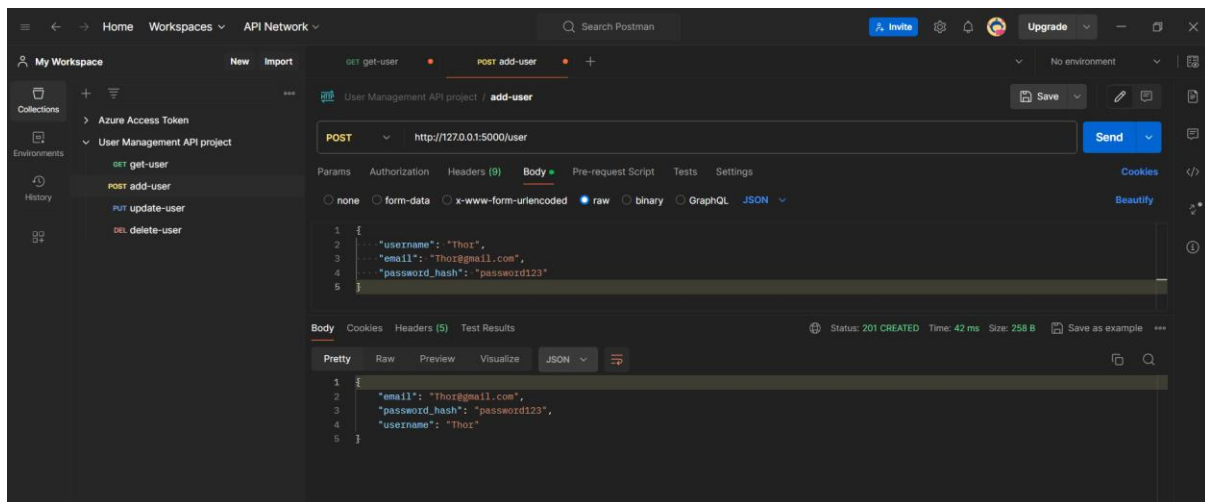 Home Workspaces API Network Search Postman Invite Upgrade
My Workspace New Import GET get-user POST add-user No environment
Collections
Environments
History
Azure Access Token
User Management API project
GET get-user
POST add-user
PUT update-user
DEL delete-user
HTTP User Management API project / add-user Save
POST http://127.0.0.1:5000/user Send
Params Authorization Headers (9) Body Pre-request Script Tests Settings Cookies
none form-data x-www-form-urlencoded raw binary GraphQL JSON Beautify
1 {
2 "username": "Thor",
3 "email": "Thor@gmail.com",
4 "password_hash": "password123"
5 }
Body Cookies Headers (5) Test Results Status: 201 CREATED Time: 42 ms Size: 258 B Save as example
Pretty Raw Preview Visualize JSON
1 {
2 "email": "Thor@gmail.com",
3 "password_hash": "password123",
4 "username": "Thor"
5 }